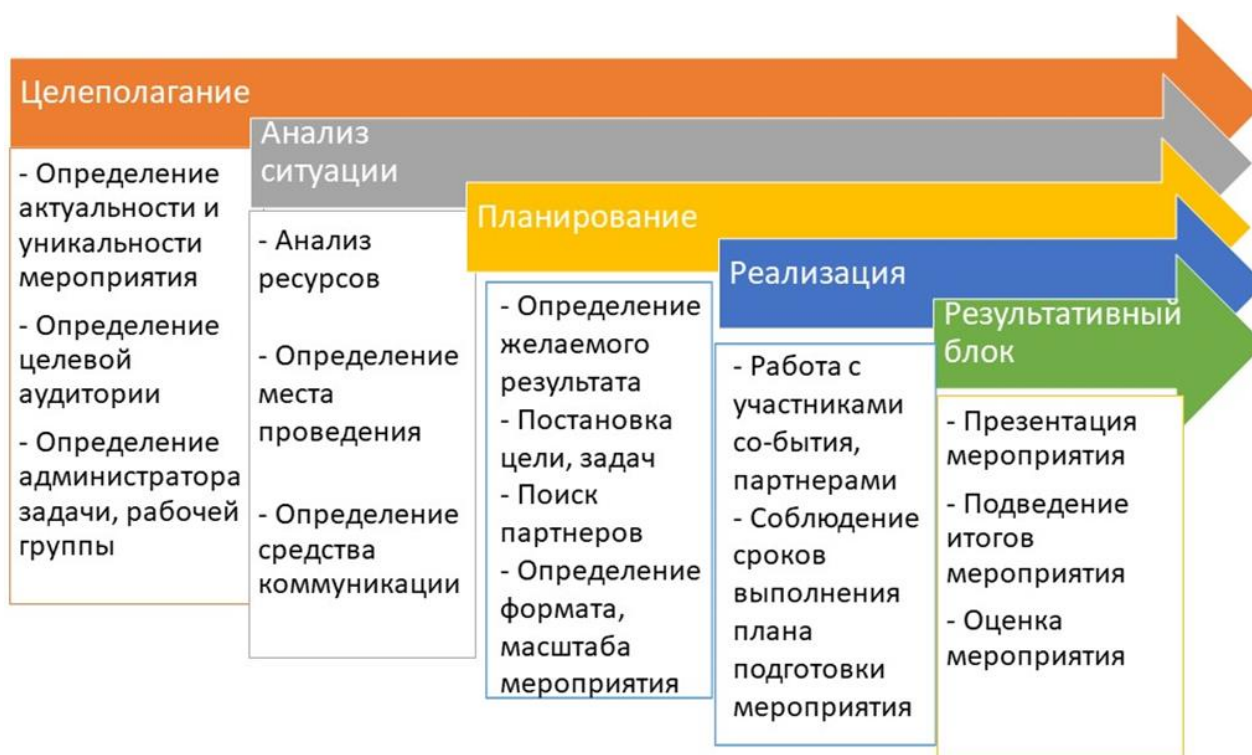 Целеполагание
- Определение
актуальности и
уникальности
мероприятия
- Определение
целевой
аудитории
- Определение
администратора
задачи, рабочей
группы
Анализ
ситуации
- Анализ
ресурсов
- Определение
места
проведения
- Определение
средства
коммуникации
Планирование
- Определение
желаемого
результата
- Постановка
цели, задач
- Поиск
партнеров
- Определение
формата,
масштаба
мероприятия
Реализация
- Работа с
участниками
со-бытия,
партнерами
- Соблюдение
сроков
выполнения
плана
подготовки
мероприятия
Результативный
блок
- Презентация
мероприятия
- Подведение
итогов
мероприятия
- Оценка
мероприятия